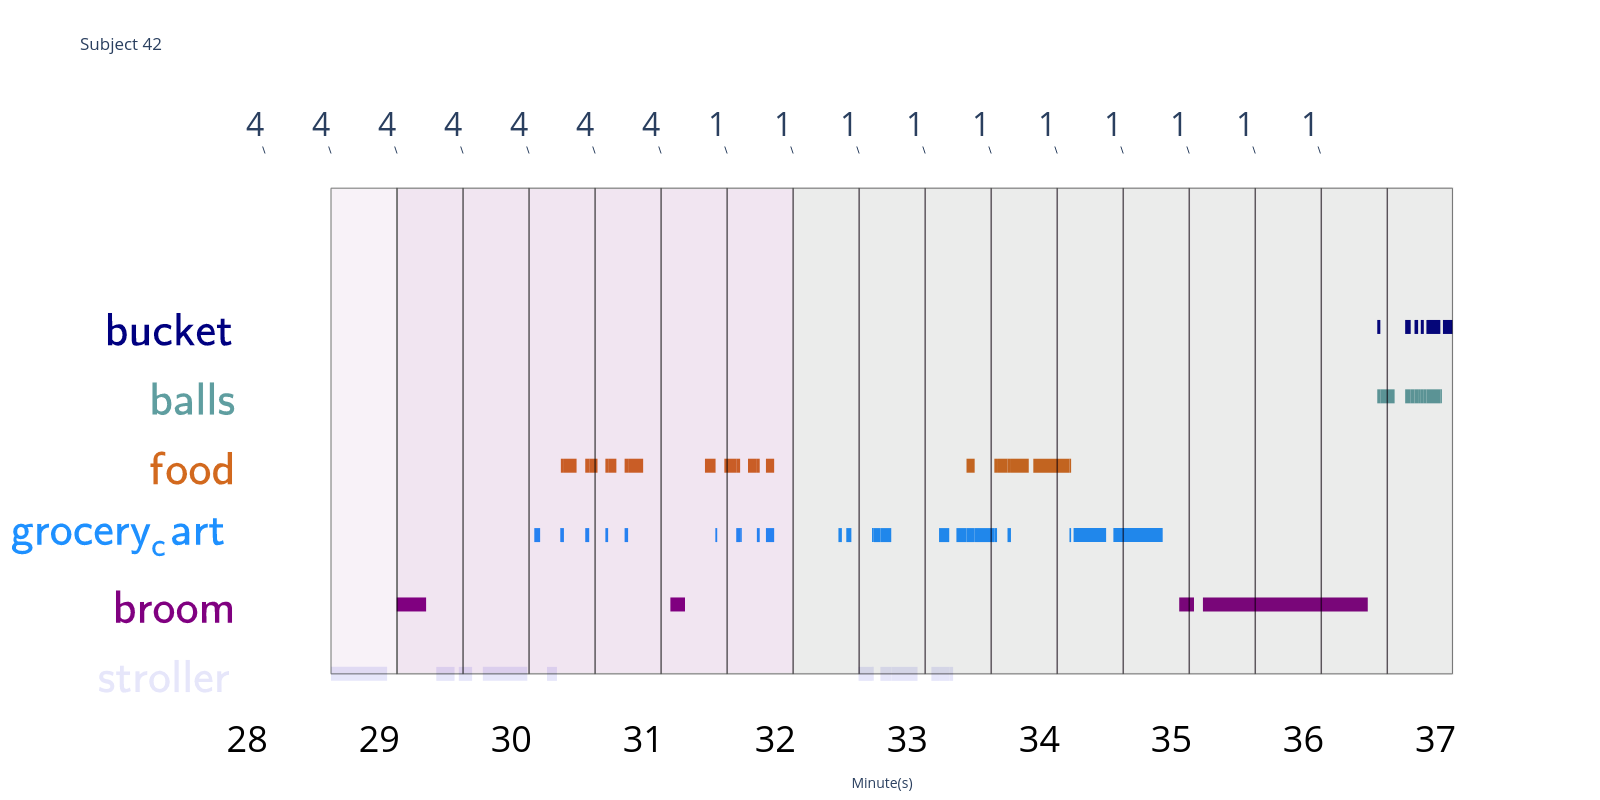 Subject 42
4 4 4 4 4 4 4 1 1 1 1 1 1 1 1 1 1
bucket
balls
food
grocery_cart
broom
stroller
28 29 30 31 32 33 34 35 36 37
Minute(s)